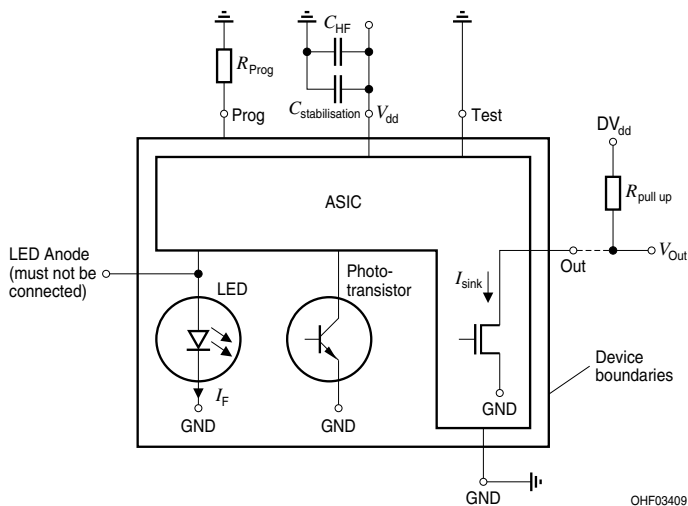 C_HF
R_Prog
C_stabilisation
V_dd
Prog
Test
DV_dd
R_pull up
ASIC
LED Anode
(must not be
connected)
LED
Photo-
transistor
I_sink
Out
V_Out
Device
boundaries
I_F
GND
GND
GND
GND
OHF03409